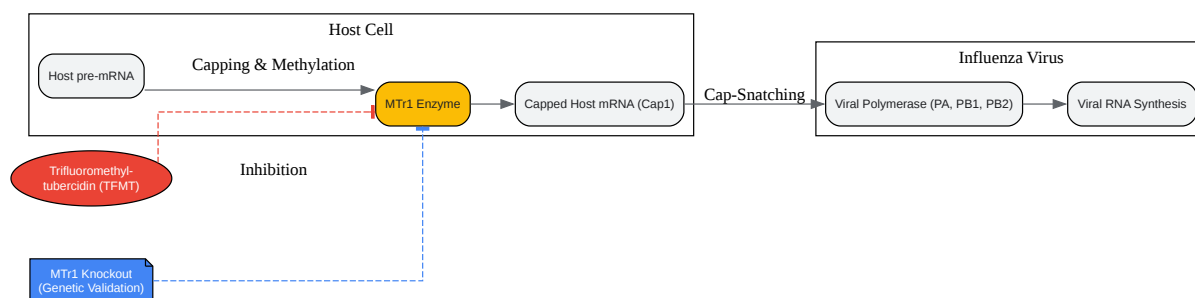 Host Cell
Host pre-mRNA
Capping & Methylation
MTr1 Enzyme
Capped Host mRNA (Cap1)
Cap-Snatching
Influenza Virus
Viral Polymerase (PA, PB1, PB2)
Viral RNA Synthesis
Trifluoromethyl-
tubercidin (TFMT)
Inhibition
MTr1 Knockout
(Genetic Validation)